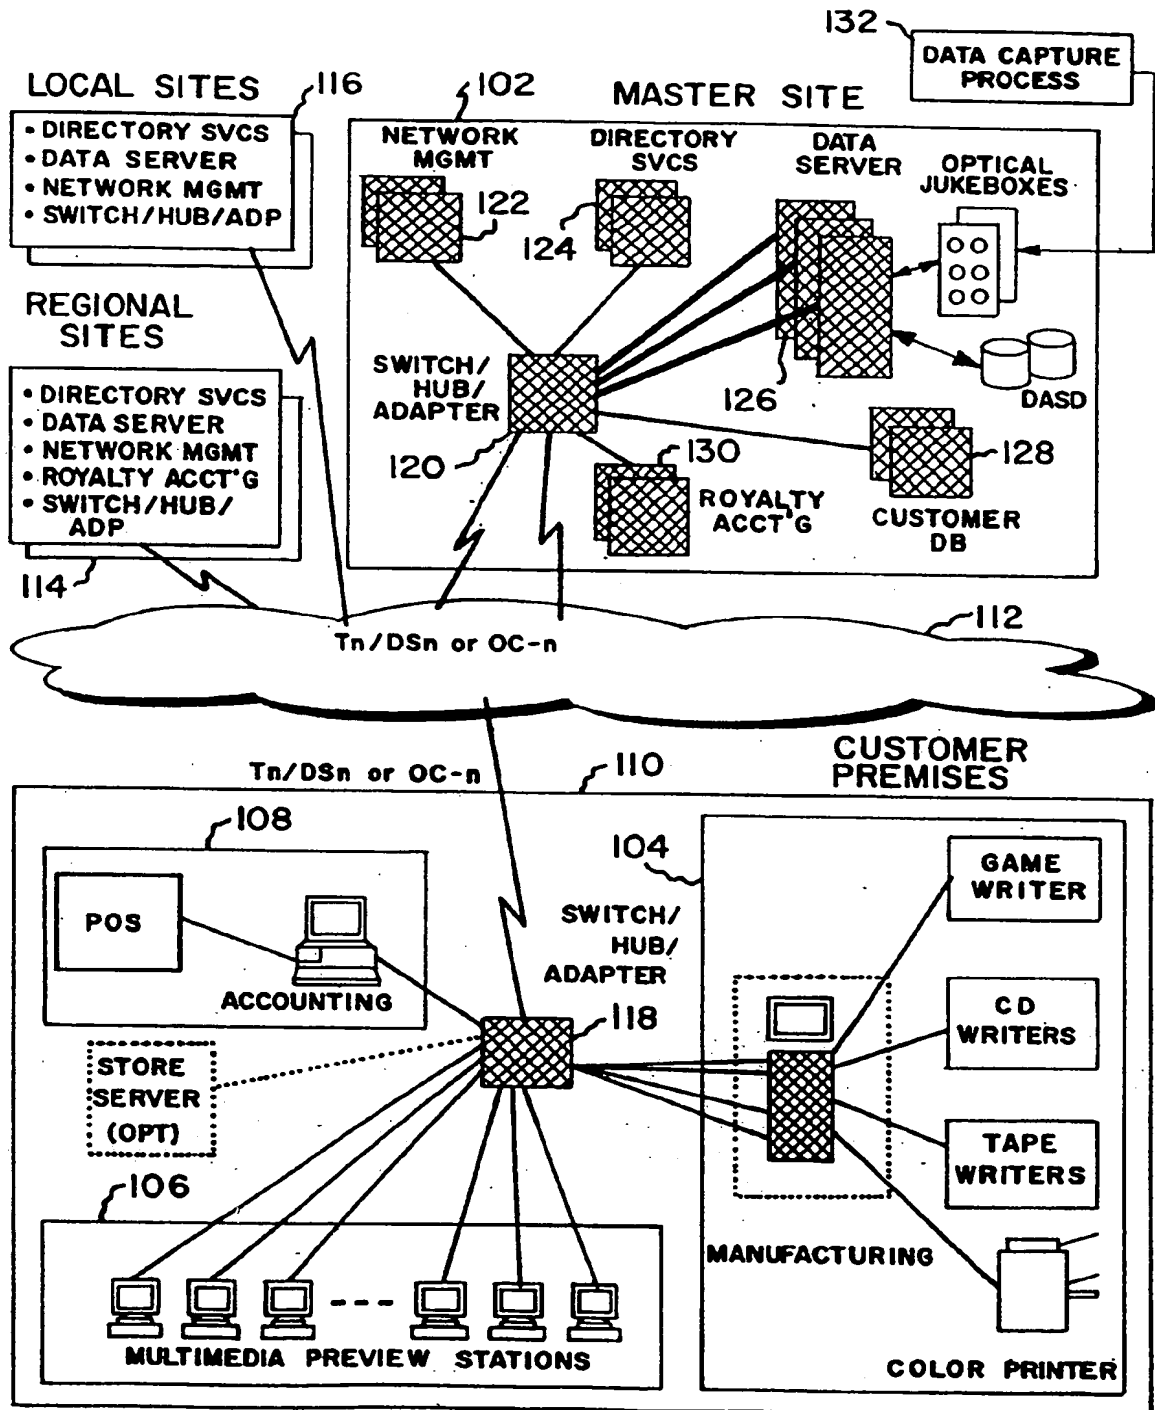 132
DATA CAPTURE
PROCESS
LOCAL SITES
116
• DIRECTORY SVCS
• DATA SERVER
• NETWORK MGMT
• SWITCH/HUB/ADP
102
MASTER SITE
NETWORK
MGMT
122
DIRECTORY
SVCS
124
DATA
SERVER
126
OPTICAL
JUKEBOXES
DASD
REGIONAL
SITES
• DIRECTORY SVCS
• DATA SERVER
• NETWORK MGMT
• ROYALTY ACCT'G
• SWITCH/HUB/
ADP
114
SWITCH/
HUB/
ADAPTER
120
130
ROYALTY
ACCT'G
128
CUSTOMER
DB
112
Tn/DSn or OC-n
Tn/DSn or OC-n
110
CUSTOMER
PREMISES
108
POS
ACCOUNTING
STORE
SERVER
(OPT)
SWITCH/
HUB/
ADAPTER
118
104
GAME
WRITER
CD
WRITERS
TAPE
WRITERS
MANUFACTURING
COLOR PRINTER
106
MULTIMEDIA PREVIEW STATIONS